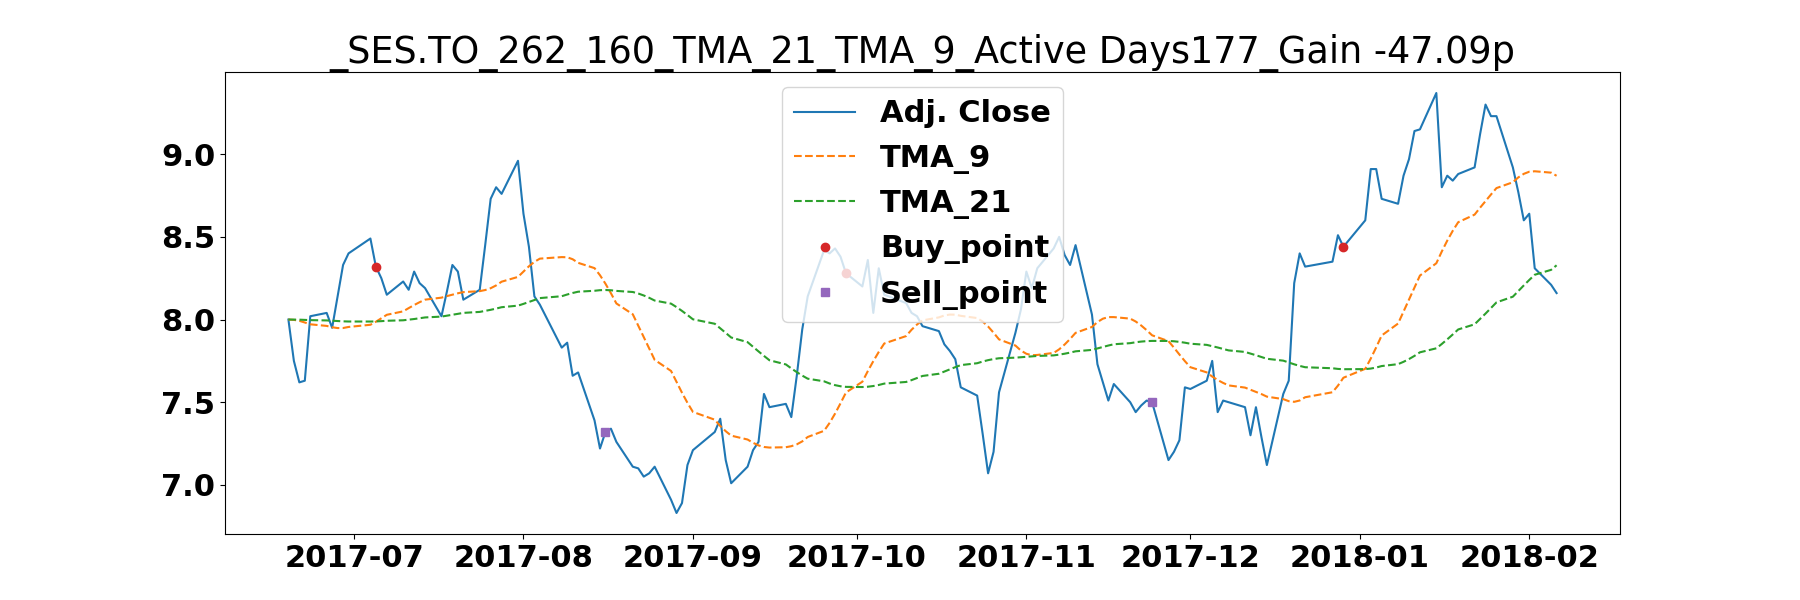 _SES.TO_262_160_TMA_21_TMA_9_Active Days177_Gain -47.09p
Adj. Close
TMA_9
TMA_21
Buy_point
Sell_point
9.0
8.5
8.0
7.5
7.0
2017-07 2017-08 2017-09 2017-10 2017-11 2017-12 2018-01 2018-02